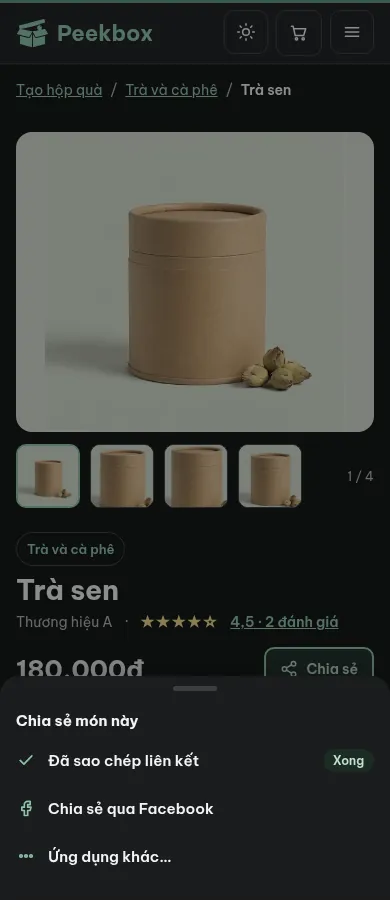 Peekbox
Tạo hộp quà / Trà và cà phê / Trà sen
1 / 4
Trà và cà phê
Trà sen
Thương hiệu A · ★★★★⯪ 4,5 · 2 đánh giá
180.000đ Chia sẻ
Chia sẻ món này
Đã sao chép liên kết Xong
Chia sẻ qua Facebook
Ứng dụng khác...